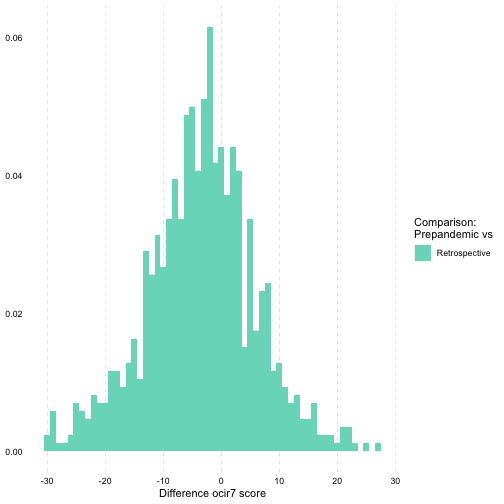 0.06
0.04
0.02
0.00
-30 -20 -10 0 10 20 30
Difference ocir7 score
Comparison:
Prepandemic vs
Retrospective